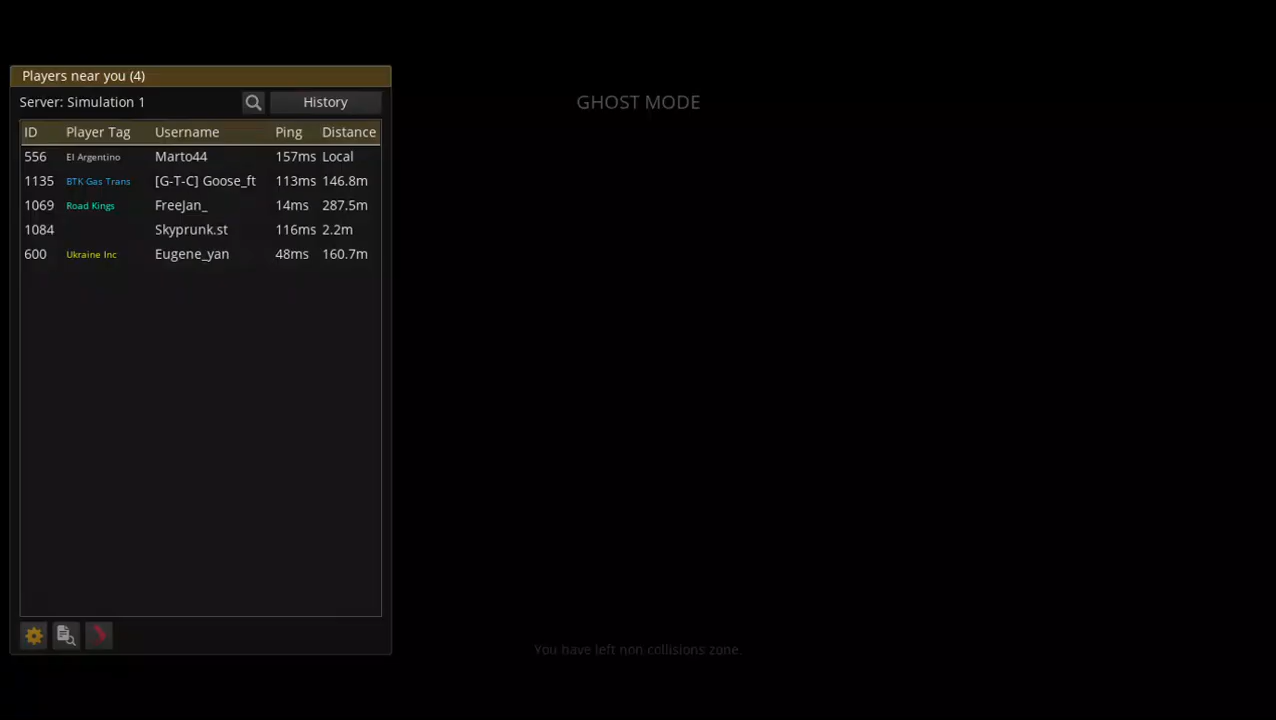 Players near you (4)
Server: Simulation 1 History
GHOST MODE
ID Player Tag Username Ping Distance
556 El Argentino Marto44 157ms Local
1135 BTK Gas Trans [G-T-C] Goose_ft 113ms 146.8m
1069 Road Kings FreeJan_ 14ms 287.5m
1084 Skyprunk.st 116ms 2.2m
600 Ukraine Inc Eugene_yan 48ms 160.7m
You have left non collisions zone.